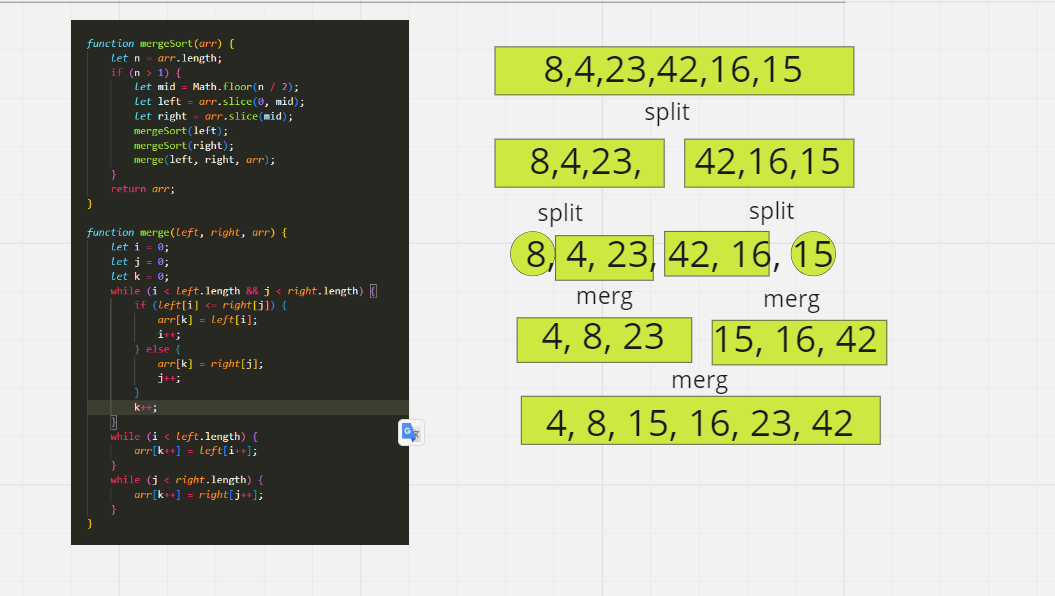 function mergeSort(arr) {
let n = arr.length;
if (n > 1) {
let mid = Math.floor(n / 2);
let left = arr.slice(0, mid);
let right = arr.slice(mid);
mergeSort(left);
mergeSort(right);
merge(left, right, arr);
}
return arr;
}
function merge(left, right, arr) {
let i = 0;
let j = 0;
let k = 0;
while (i < left.length && j < right.length) {
if (left[i] <= right[j]) {
arr[k] = left[i];
i++;
} else {
arr[k] = right[j];
j++;
}
k++;
}
while (i < left.length) {
arr[k++] = left[i++];
}
while (j < right.length) {
arr[k++] = right[j++];
}
}
8,4,23,42,16,15
split
8,4,23,
42,16,15
split
split
8, 4, 23, 42, 16, 15
merg
merg
4, 8, 23
15, 16, 42
merg
4, 8, 15, 16, 23, 42